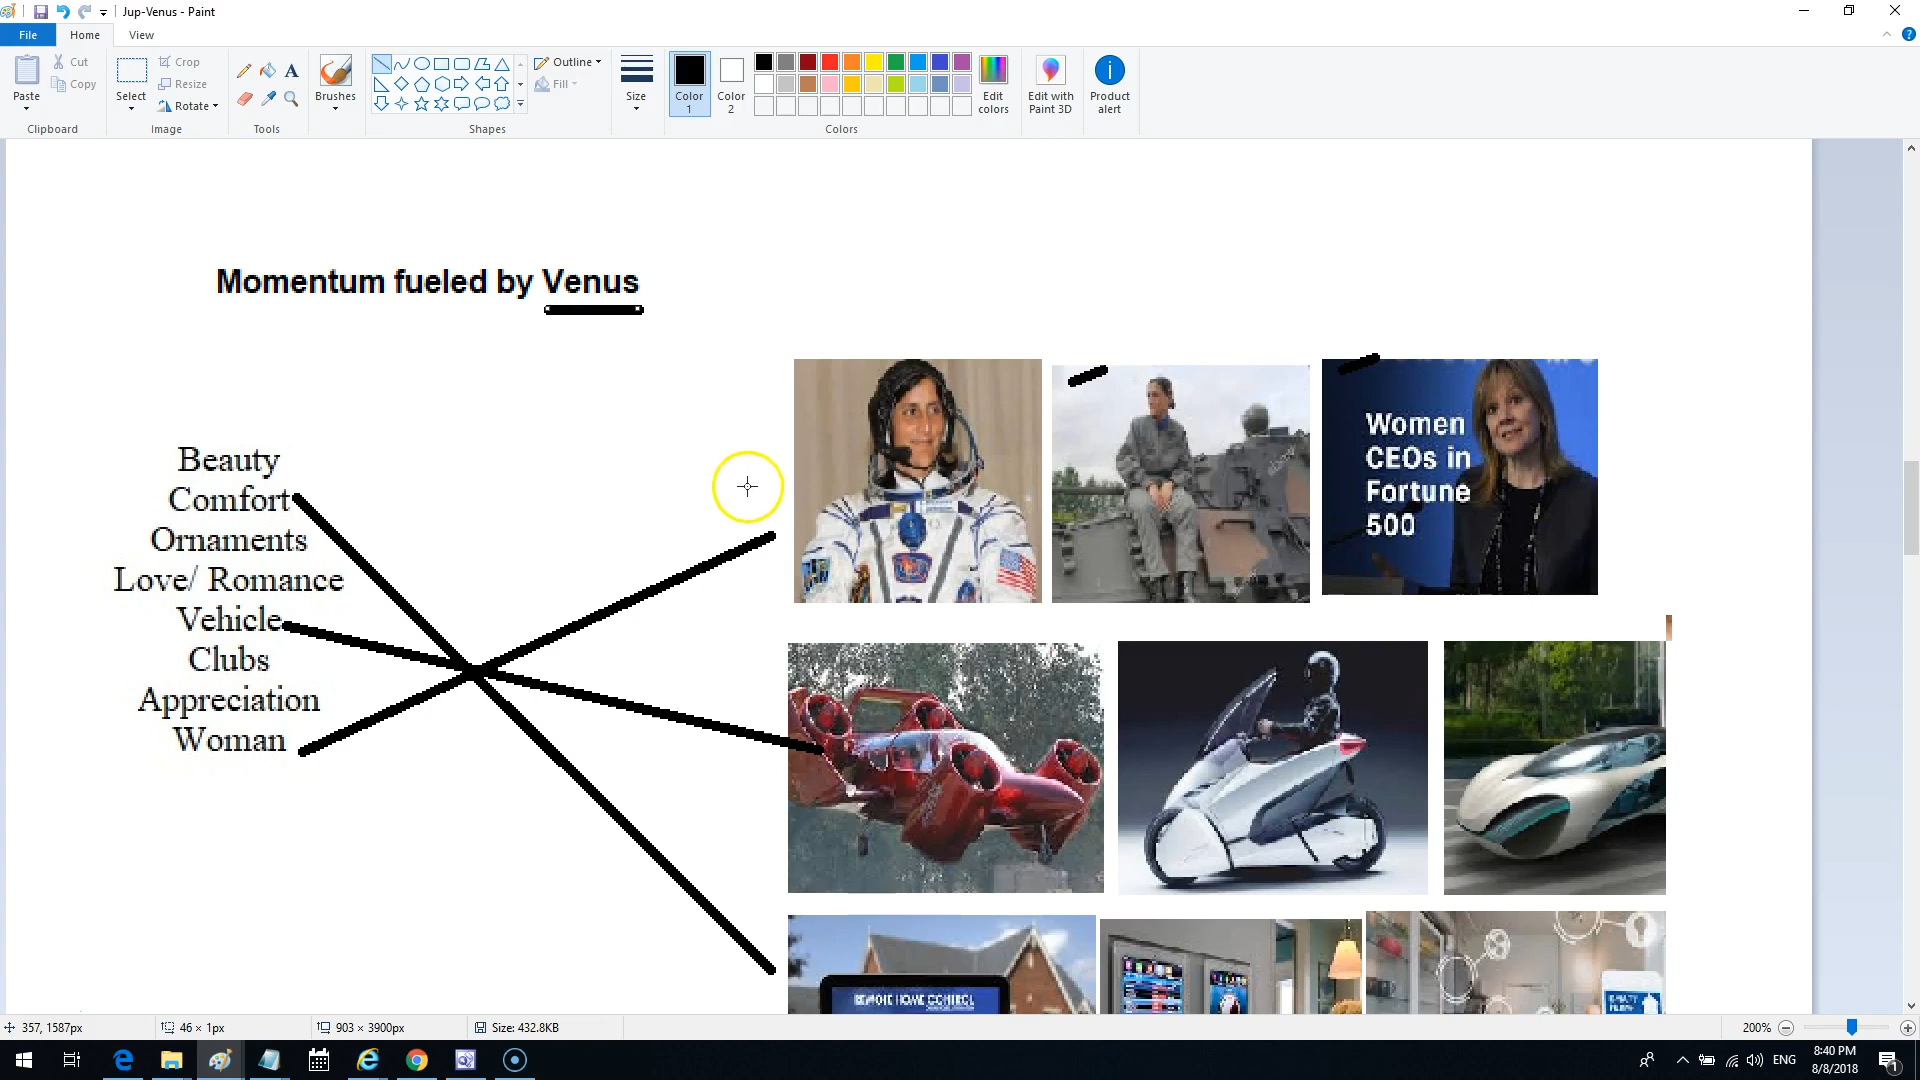 Jup-Venus - Paint
File
Home
View
Paste
Cut
Copy
Clipboard
Select
Crop
Resize
Rotate
Image
Tools
Brushes
Shapes
Outline
Fill
Size
Color
1
Color
2
Edit
colors
Colors
Edit with
Paint 3D
Product
alert
Momentum fueled by Venus
Beauty
Comfort
Ornaments
Love/ Romance
Vehicle
Clubs
Appreciation
Woman
Women
CEOs in
Fortune
500
REMOTE HOME CONTROL
357, 1587px
46 × 1px
903 × 3900px
Size: 432.8KB
200%
ENG
8:40 PM
8/8/2018
1